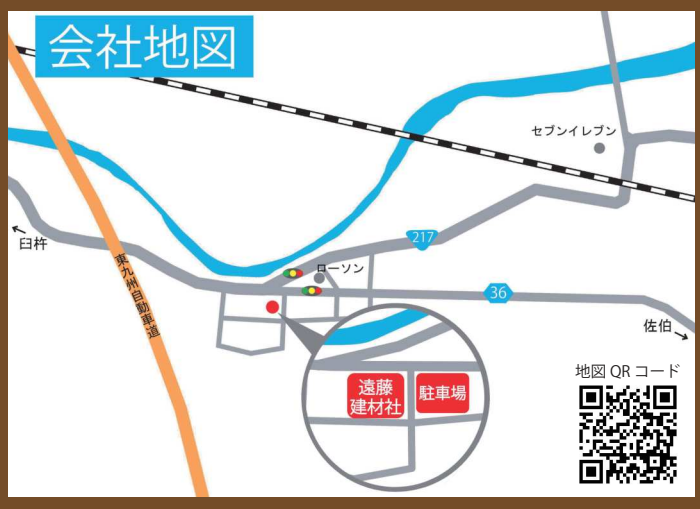 会社地図
セブンイレブン
217
臼杵
ローソン
東九州自動車道
36
佐伯
地図 QR コード
遠藤
建材社
駐車場